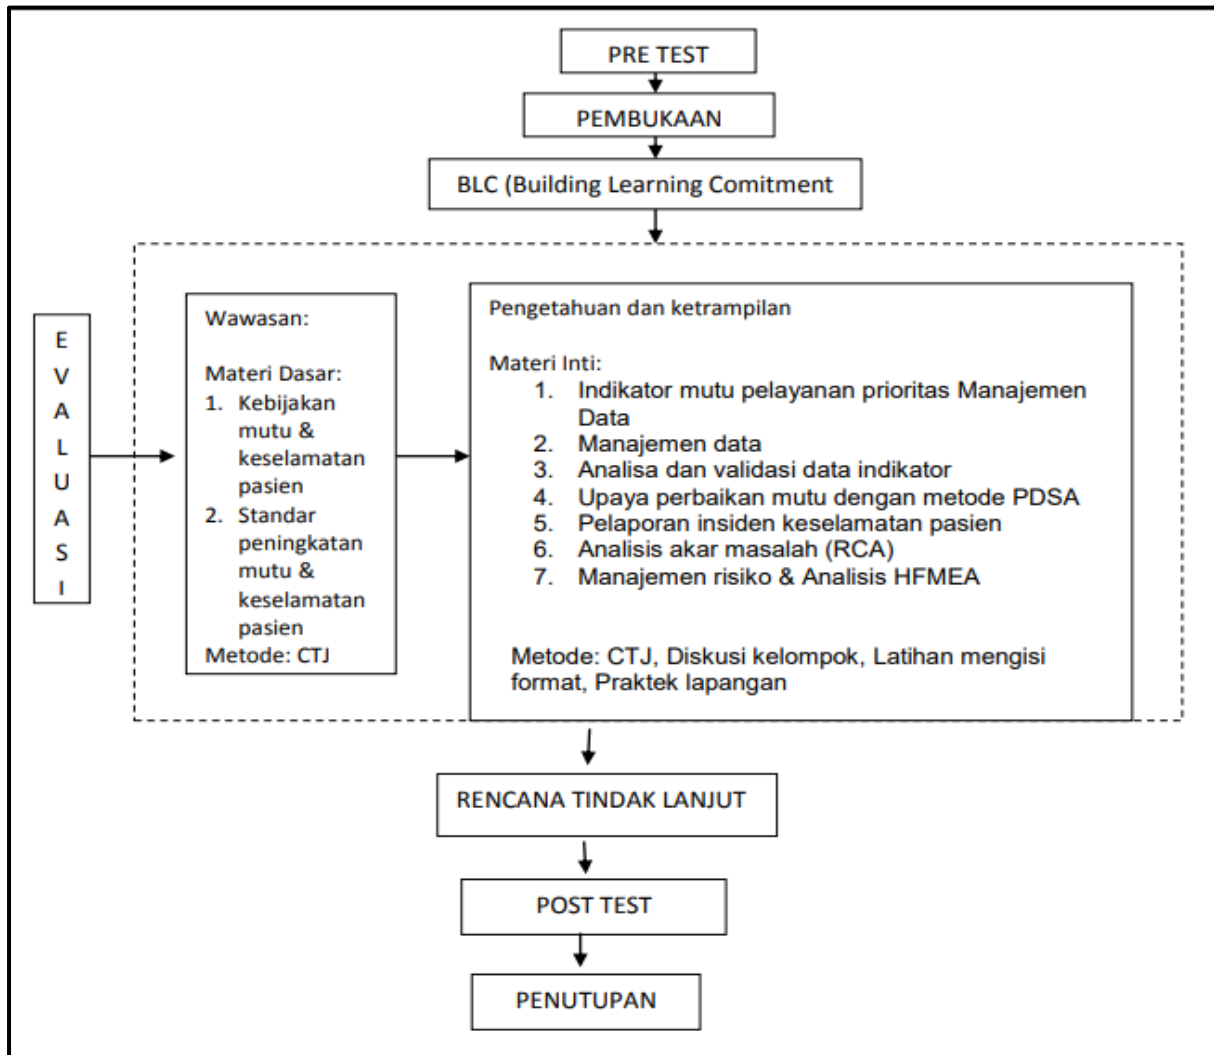 PRE TEST
PEMBUKAAN
BLC (Building Learning Comitment
E
V
A
L
U
A
S
I
Wawasan:
Materi Dasar:
1. Kebijakan
mutu &
keselamatan
pasien
2. Standar
peningkatan
mutu &
keselamatan
pasien
Metode: CTJ
Pengetahuan dan ketrampilan
Materi Inti:
1. Indikator mutu pelayanan prioritas Manajemen
Data
2. Manajemen data
3. Analisa dan validasi data indikator
4. Upaya perbaikan mutu dengan metode PDSA
5. Pelaporan insiden keselamatan pasien
6. Analisis akar masalah (RCA)
7. Manajemen risiko & Analisis HFMEA
Metode: CTJ, Diskusi kelompok, Latihan mengisi
format, Praktek lapangan
RENCANA TINDAK LANJUT
POST TEST
PENUTUPAN